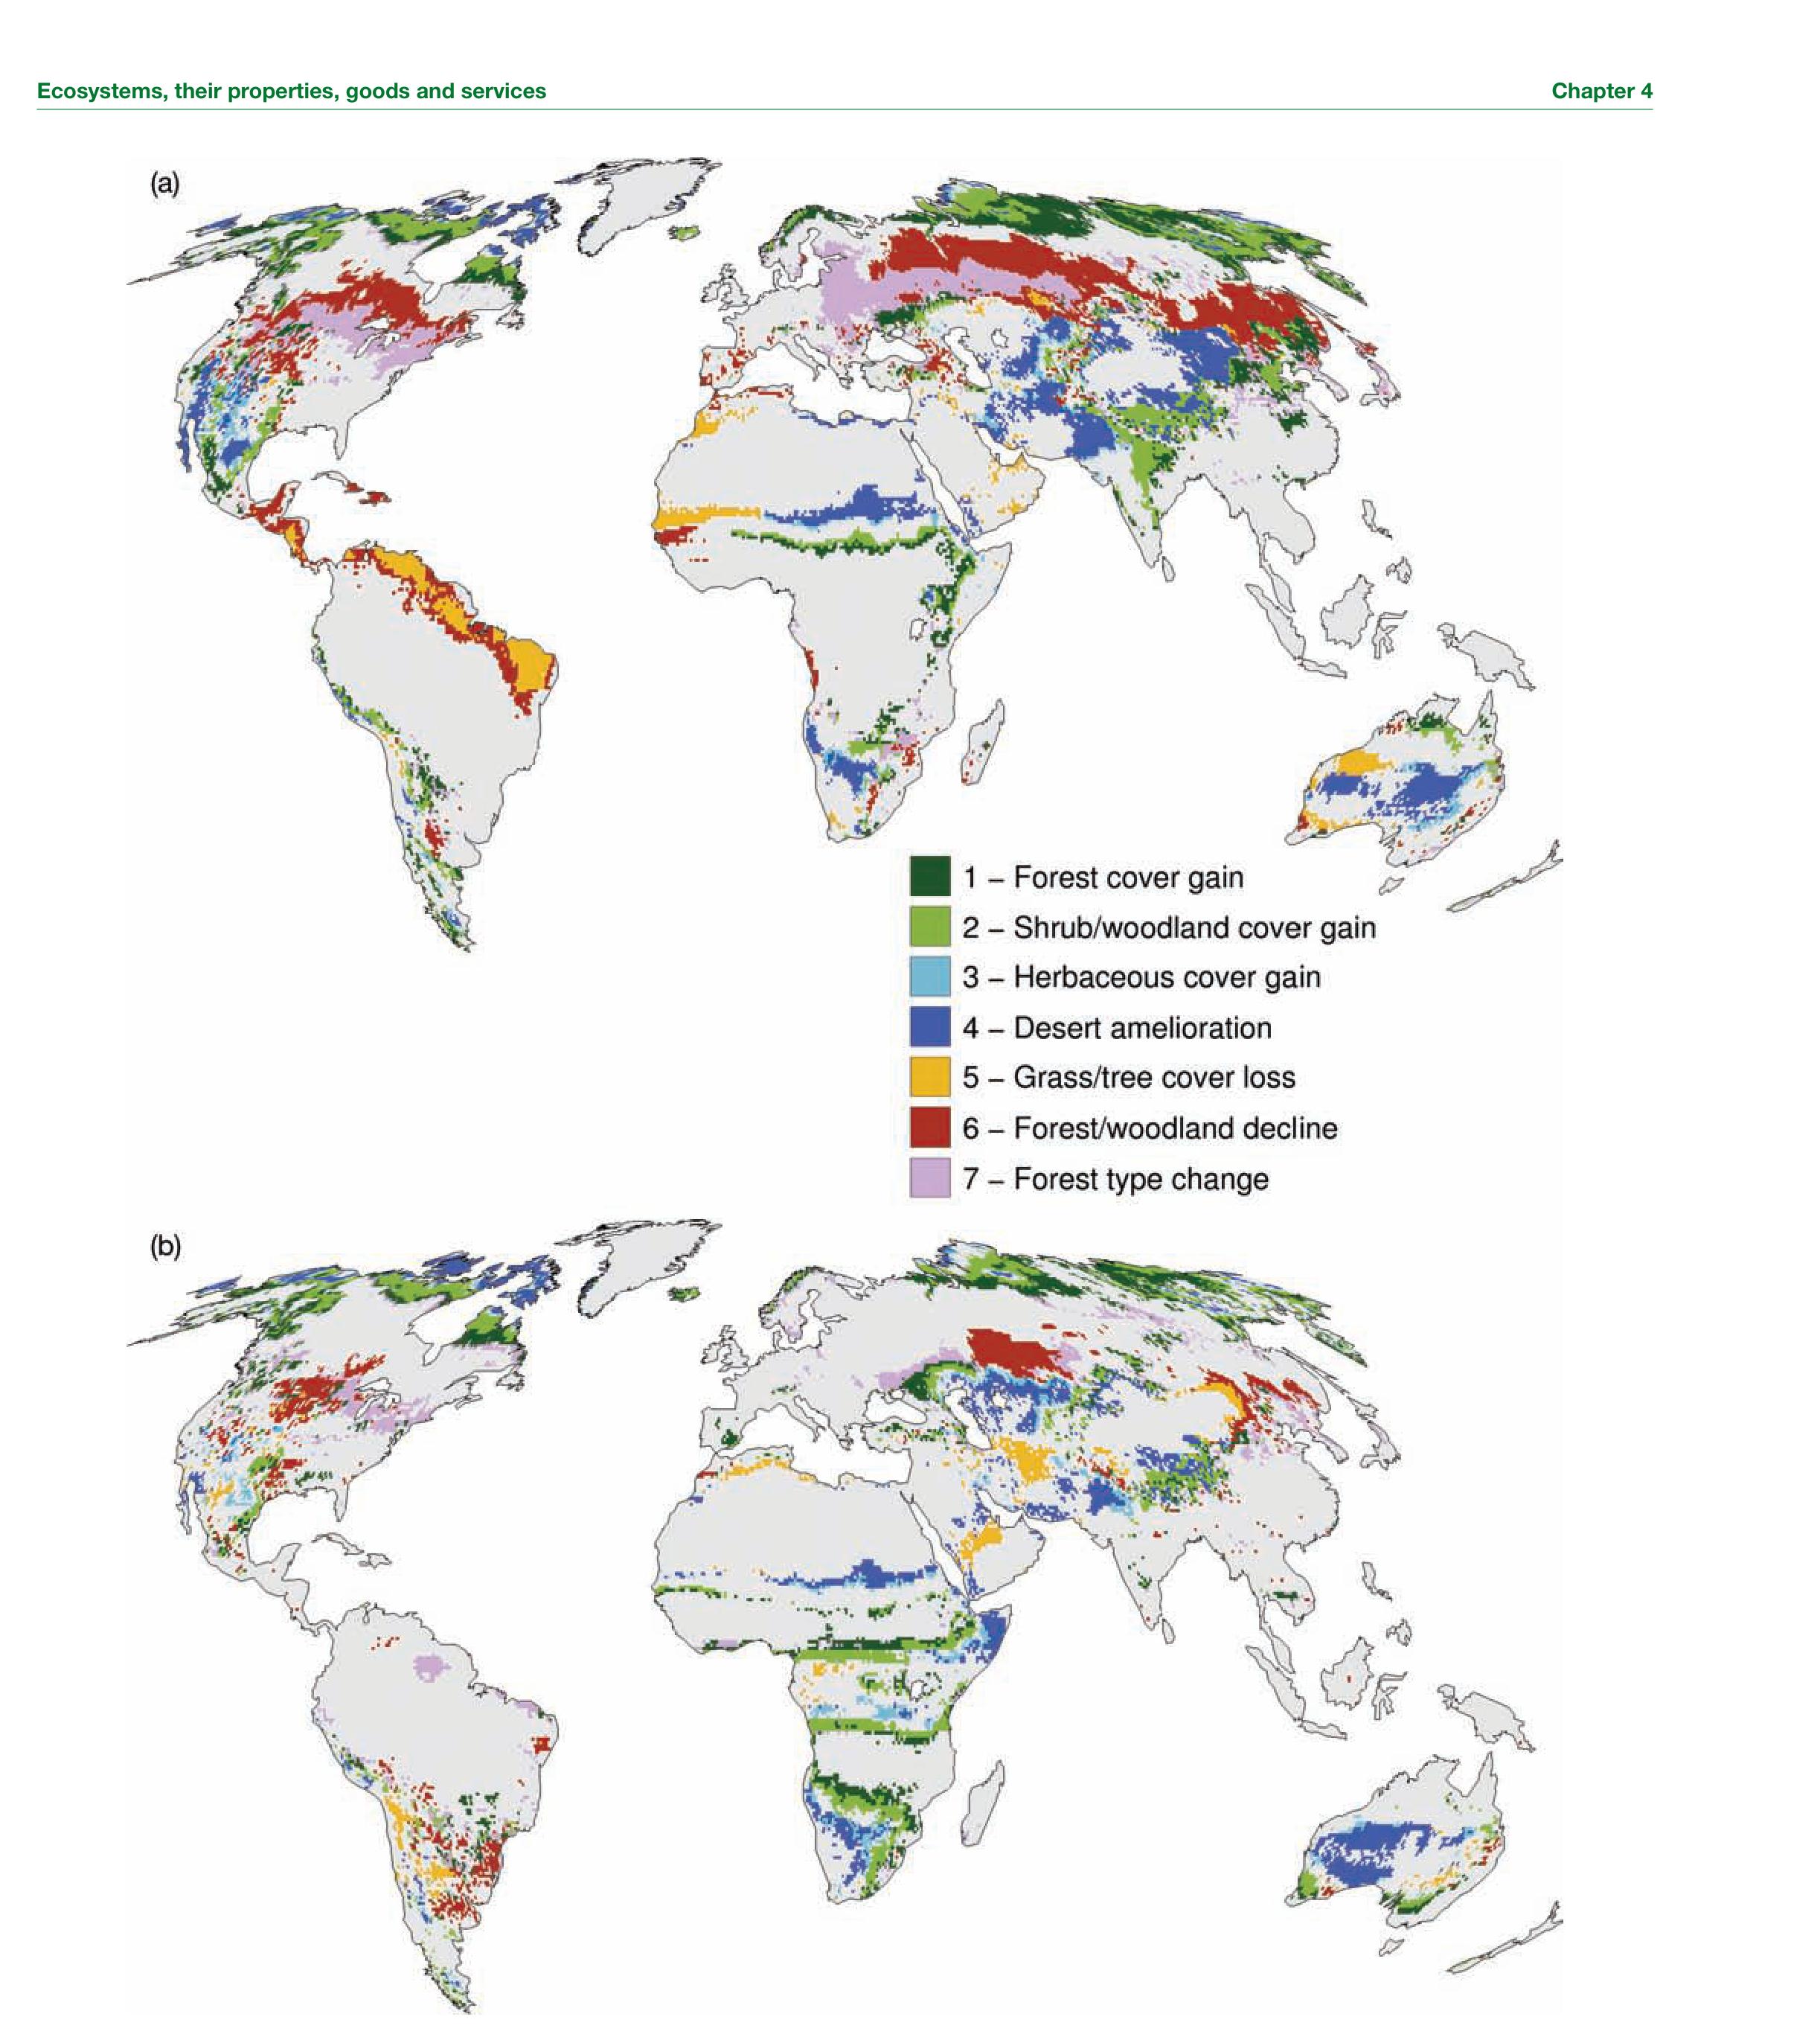 Ecosystems, their properties, goods and services Chapter 4
(a)
1 – Forest cover gain
2 – Shrub/woodland cover gain
3 – Herbaceous cover gain
4 – Desert amelioration
5 – Grass/tree cover loss
6 – Forest/woodland decline
7 – Forest type change
(b)